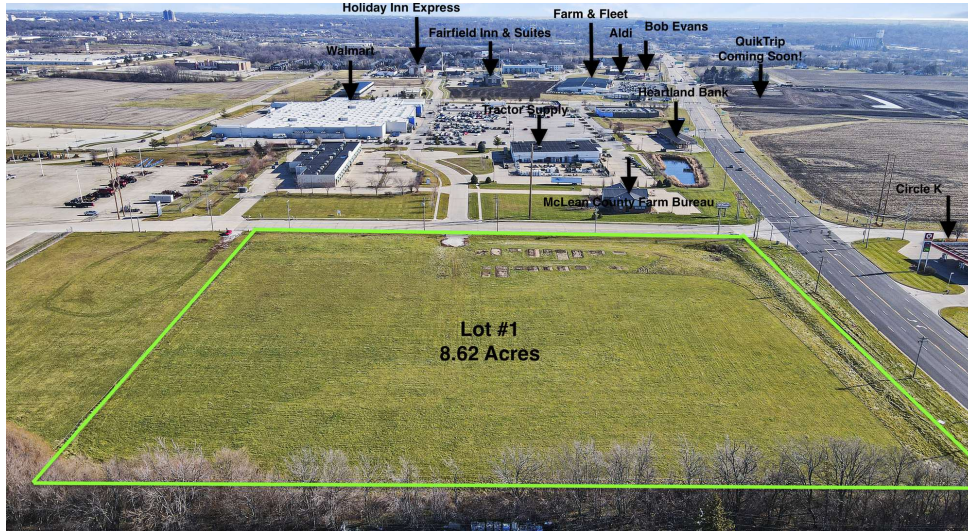 Holiday Inn Express
Farm & Fleet
Bob Evans
Fairfield Inn & Suites
Aldi
QuikTrip
Coming Soon!
Walmart
Heartland Bank
Tractor Supply
Circle K
McLean County Farm Bureau
Lot #1
8.62 Acres